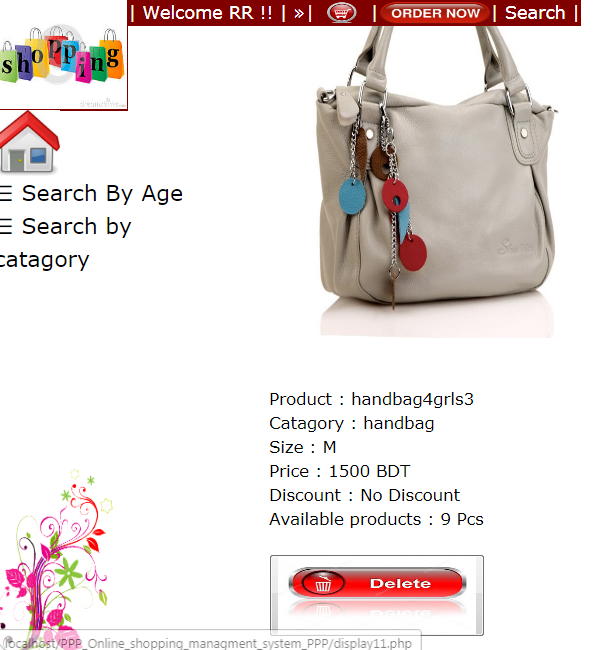 | Welcome RR !! | »| | ORDER NOW | Search |
shopping
☰ Search By Age
☰ Search by
catagory
Product : handbag4grls3
Catagory : handbag
Size : M
Price : 1500 BDT
Discount : No Discount
Available products : 9 Pcs
Delete
localhost/PPP_Online_shopping_managment_system_PPP/display11.php